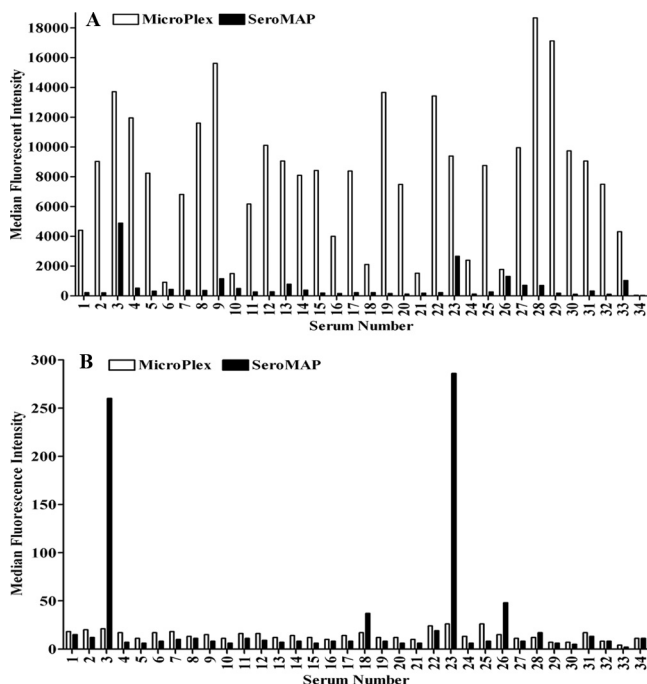 A
MicroPlex SeroMAP
Median Fluorescent Intensity
18000
16000
14000
12000
10000
8000
6000
4000
2000
0
1 2 3 4 5 6 7 8 9 10 11 12 13 14 15 16 17 18 19 20 21 22 23 24 25 26 27 28 29 30 31 32 33 34
Serum Number
B
MicroPlex SeroMAP
Median Fluorescence Intensity
300
250
200
150
100
50
0
1 2 3 4 5 6 7 8 9 10 11 12 13 14 15 16 17 18 19 20 21 22 23 24 25 26 27 28 29 30 31 32 33 34
Serum Number